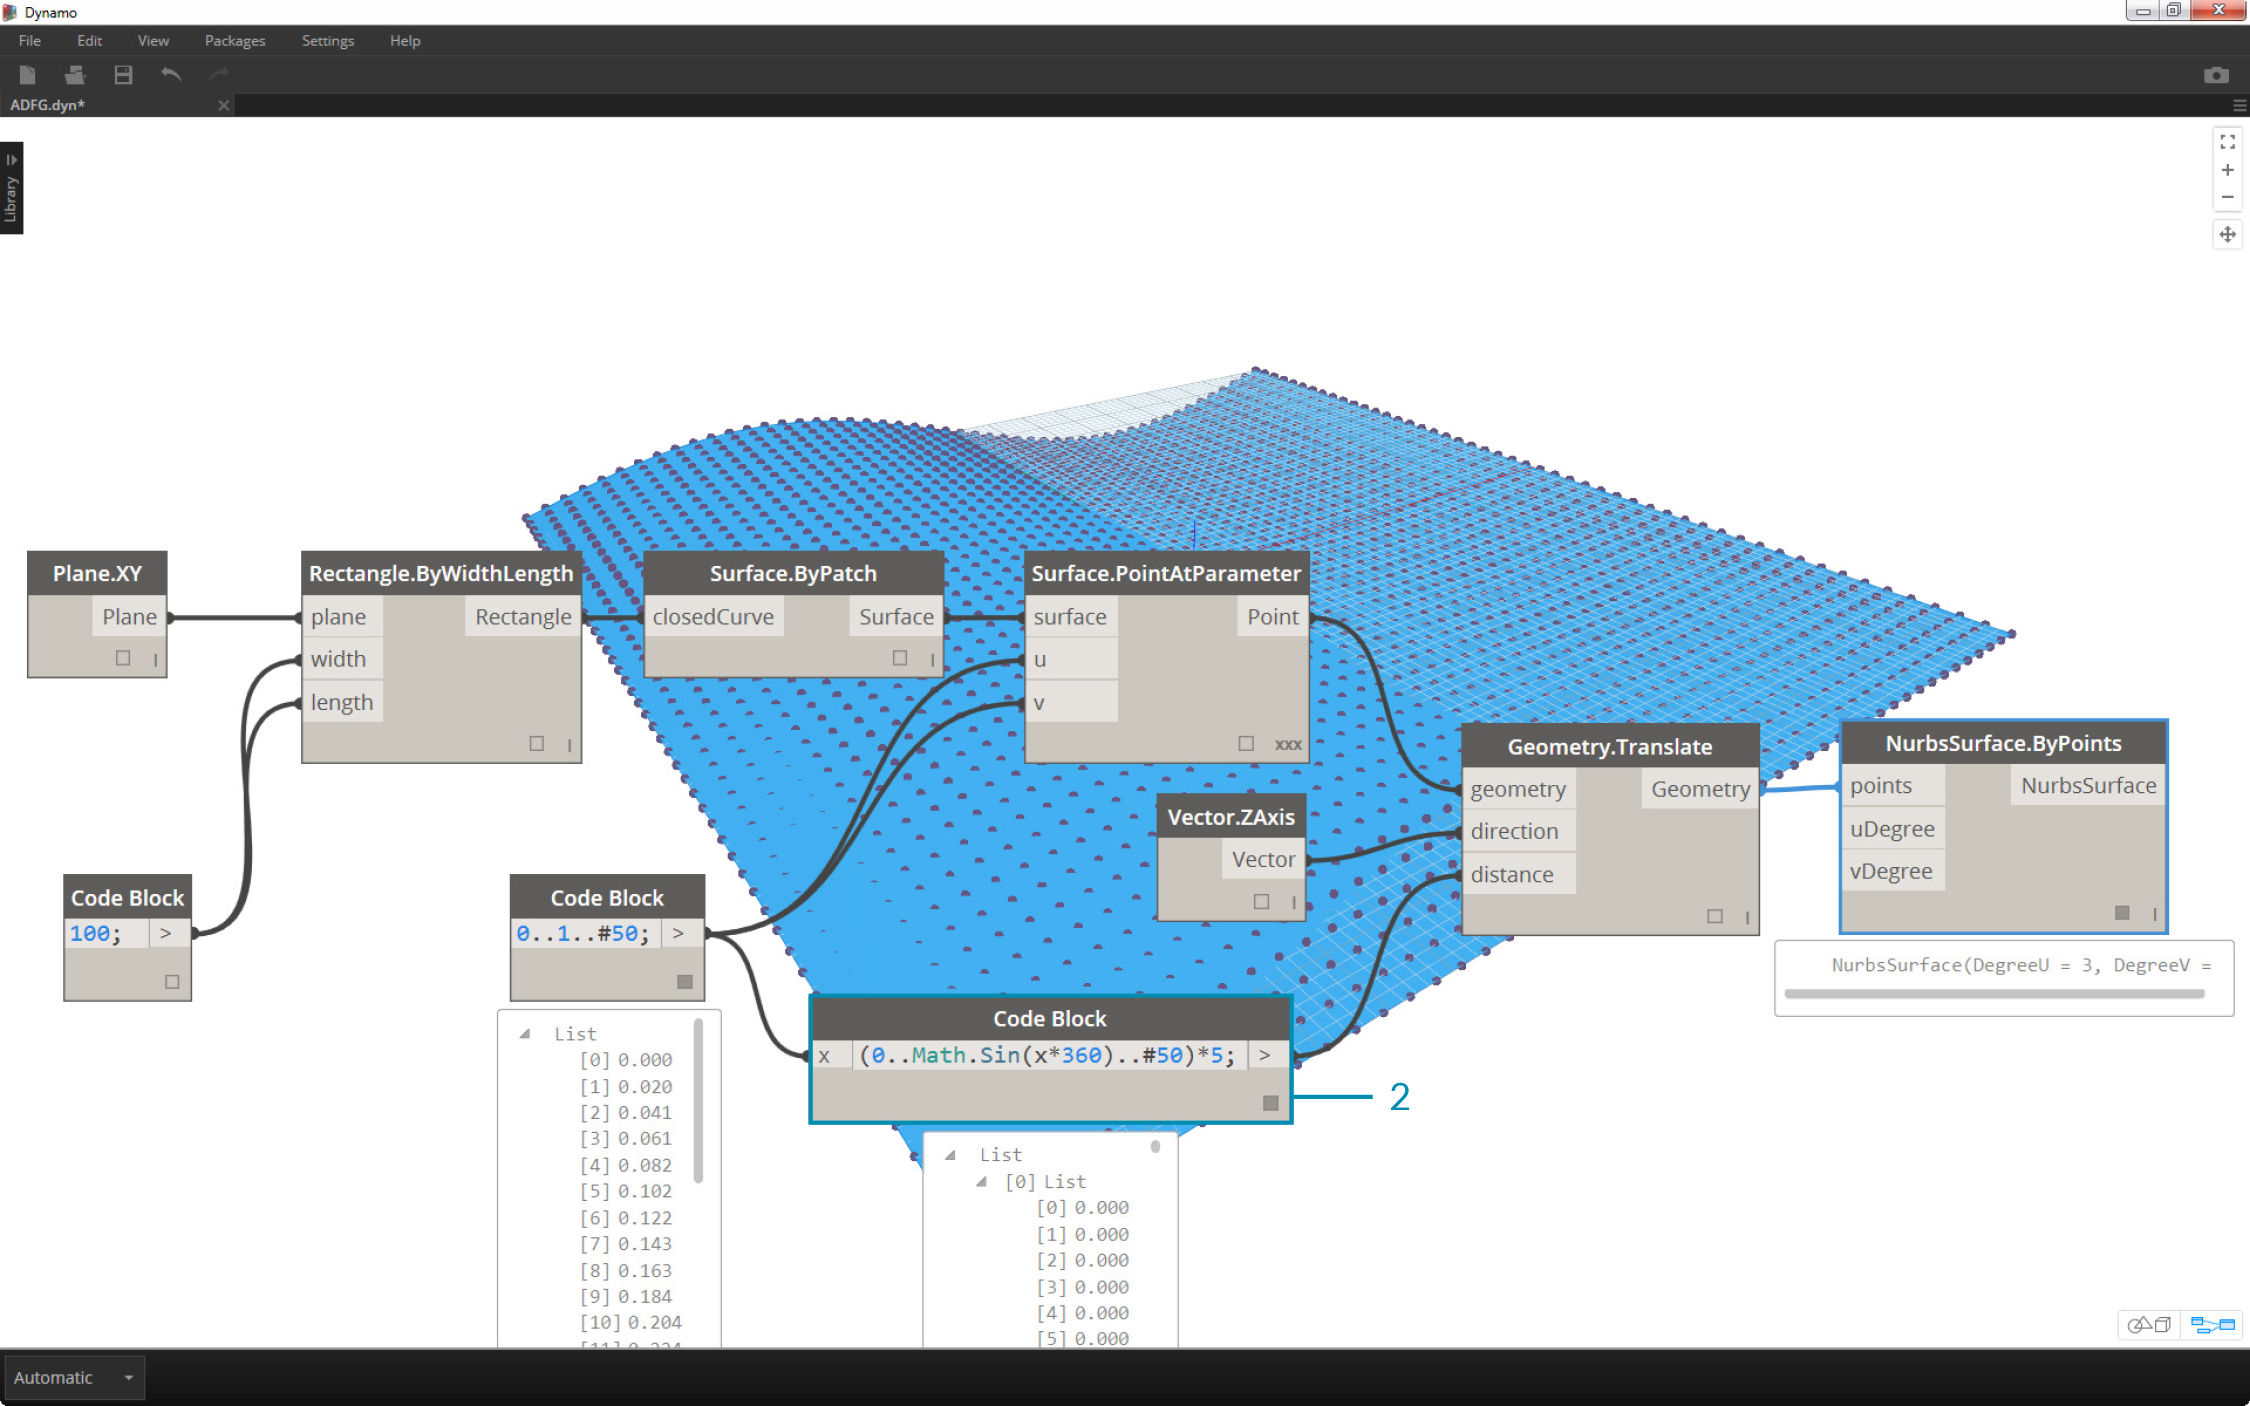 Dynamo
File Edit View Packages Settings Help
ADFG.dyn*
Library
Plane.XY
Plane
Rectangle.ByWidthLength
plane Rectangle
width
length
Surface.ByPatch
closedCurve Surface
Surface.PointAtParameter
surface Point
u
v
xxx
Geometry.Translate
geometry Geometry
direction
distance
NurbsSurface.ByPoints
points NurbsSurface
uDegree
vDegree
NurbsSurface(DegreeU = 3, DegreeV =
Vector.ZAxis
Vector
Code Block
100; >
Code Block
0..1..#50; >
List
[0] 0.000
[1] 0.020
[2] 0.041
[3] 0.061
[4] 0.082
[5] 0.102
[6] 0.122
[7] 0.143
[8] 0.163
[9] 0.184
[10] 0.204
Code Block
x (0..Math.Sin(x*360)..#50)*5; >
2
List
[0] List
[0] 0.000
[1] 0.000
[2] 0.000
[3] 0.000
[4] 0.000
[5] 0.000
Automatic